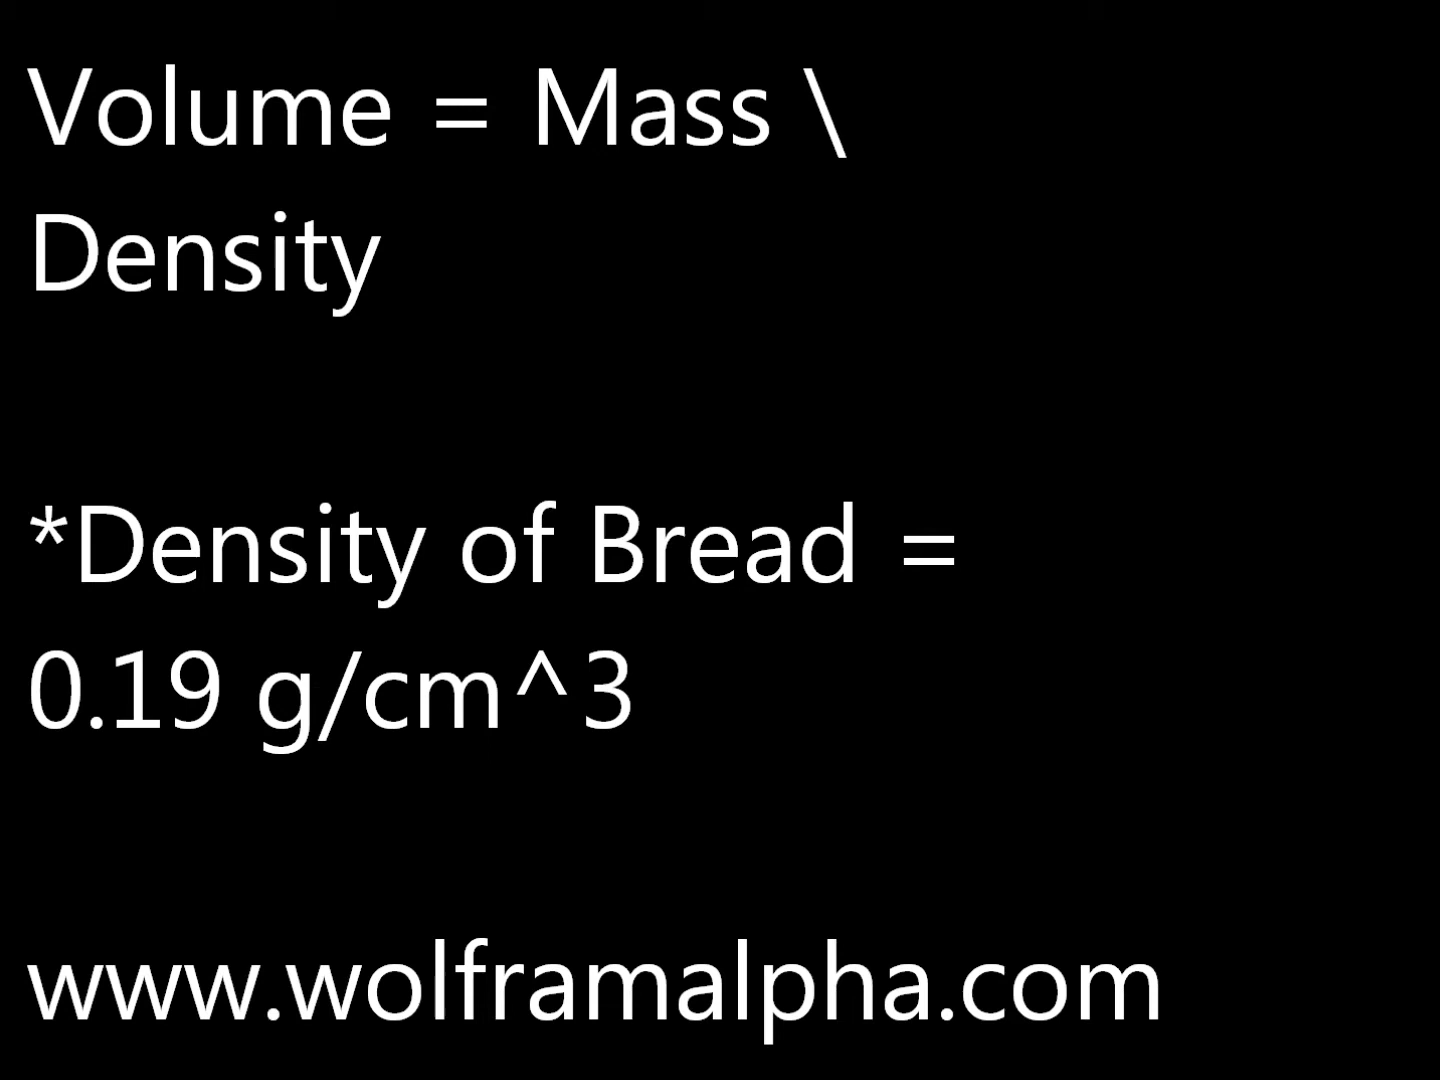 Volume = Mass \
Density
*Density of Bread =
0.19 g/cm^3
www.wolframalpha.com